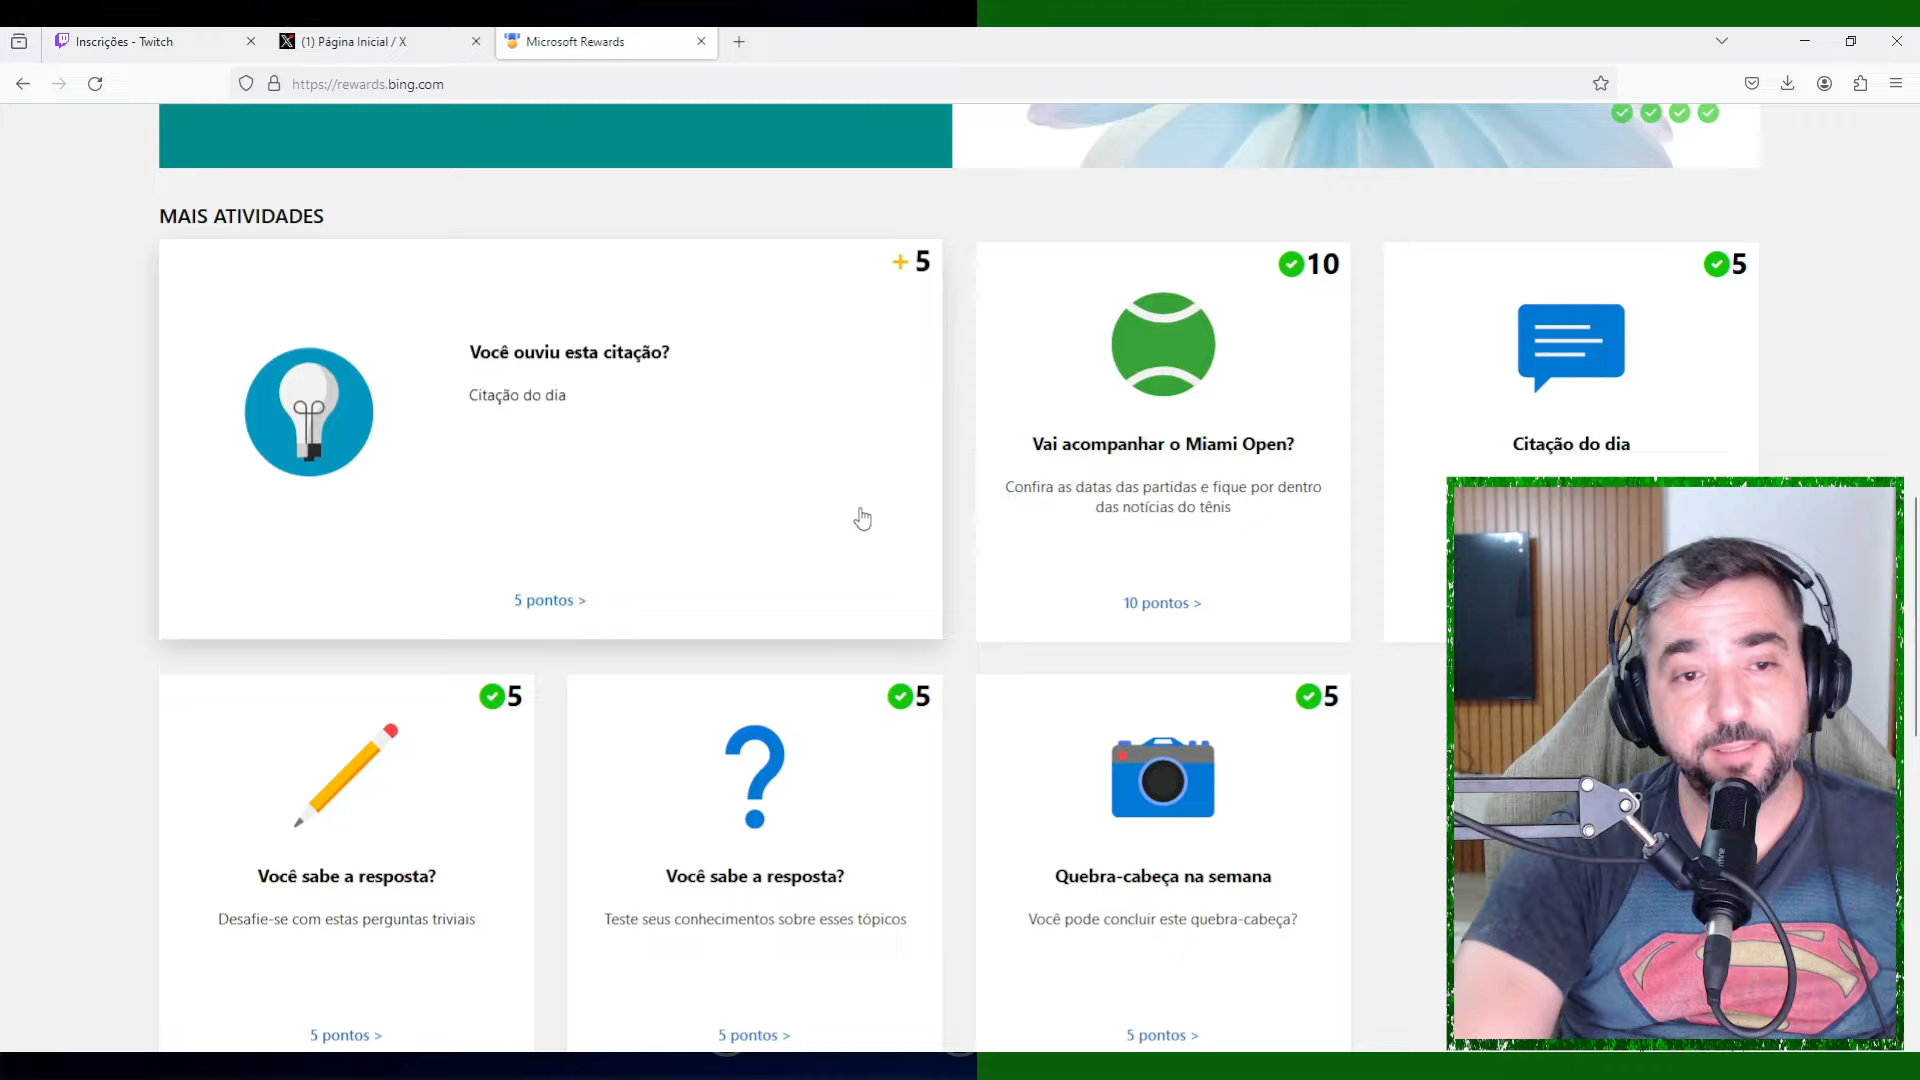 Inscrições - Twitch
(1) Página Inicial / X
Microsoft Rewards
https://rewards.bing.com
MAIS ATIVIDADES
+ 5
Você ouviu esta citação?
Citação do dia
5 pontos >
10
Vai acompanhar o Miami Open?
Confira as datas das partidas e fique por dentro
das notícias do tênis
10 pontos >
5
Citação do dia
5
Você sabe a resposta?
Desafie-se com estas perguntas triviais
5 pontos >
5
Você sabe a resposta?
Teste seus conhecimentos sobre esses tópicos
5 pontos >
5
Quebra-cabeça na semana
Você pode concluir este quebra-cabeça?
5 pontos >